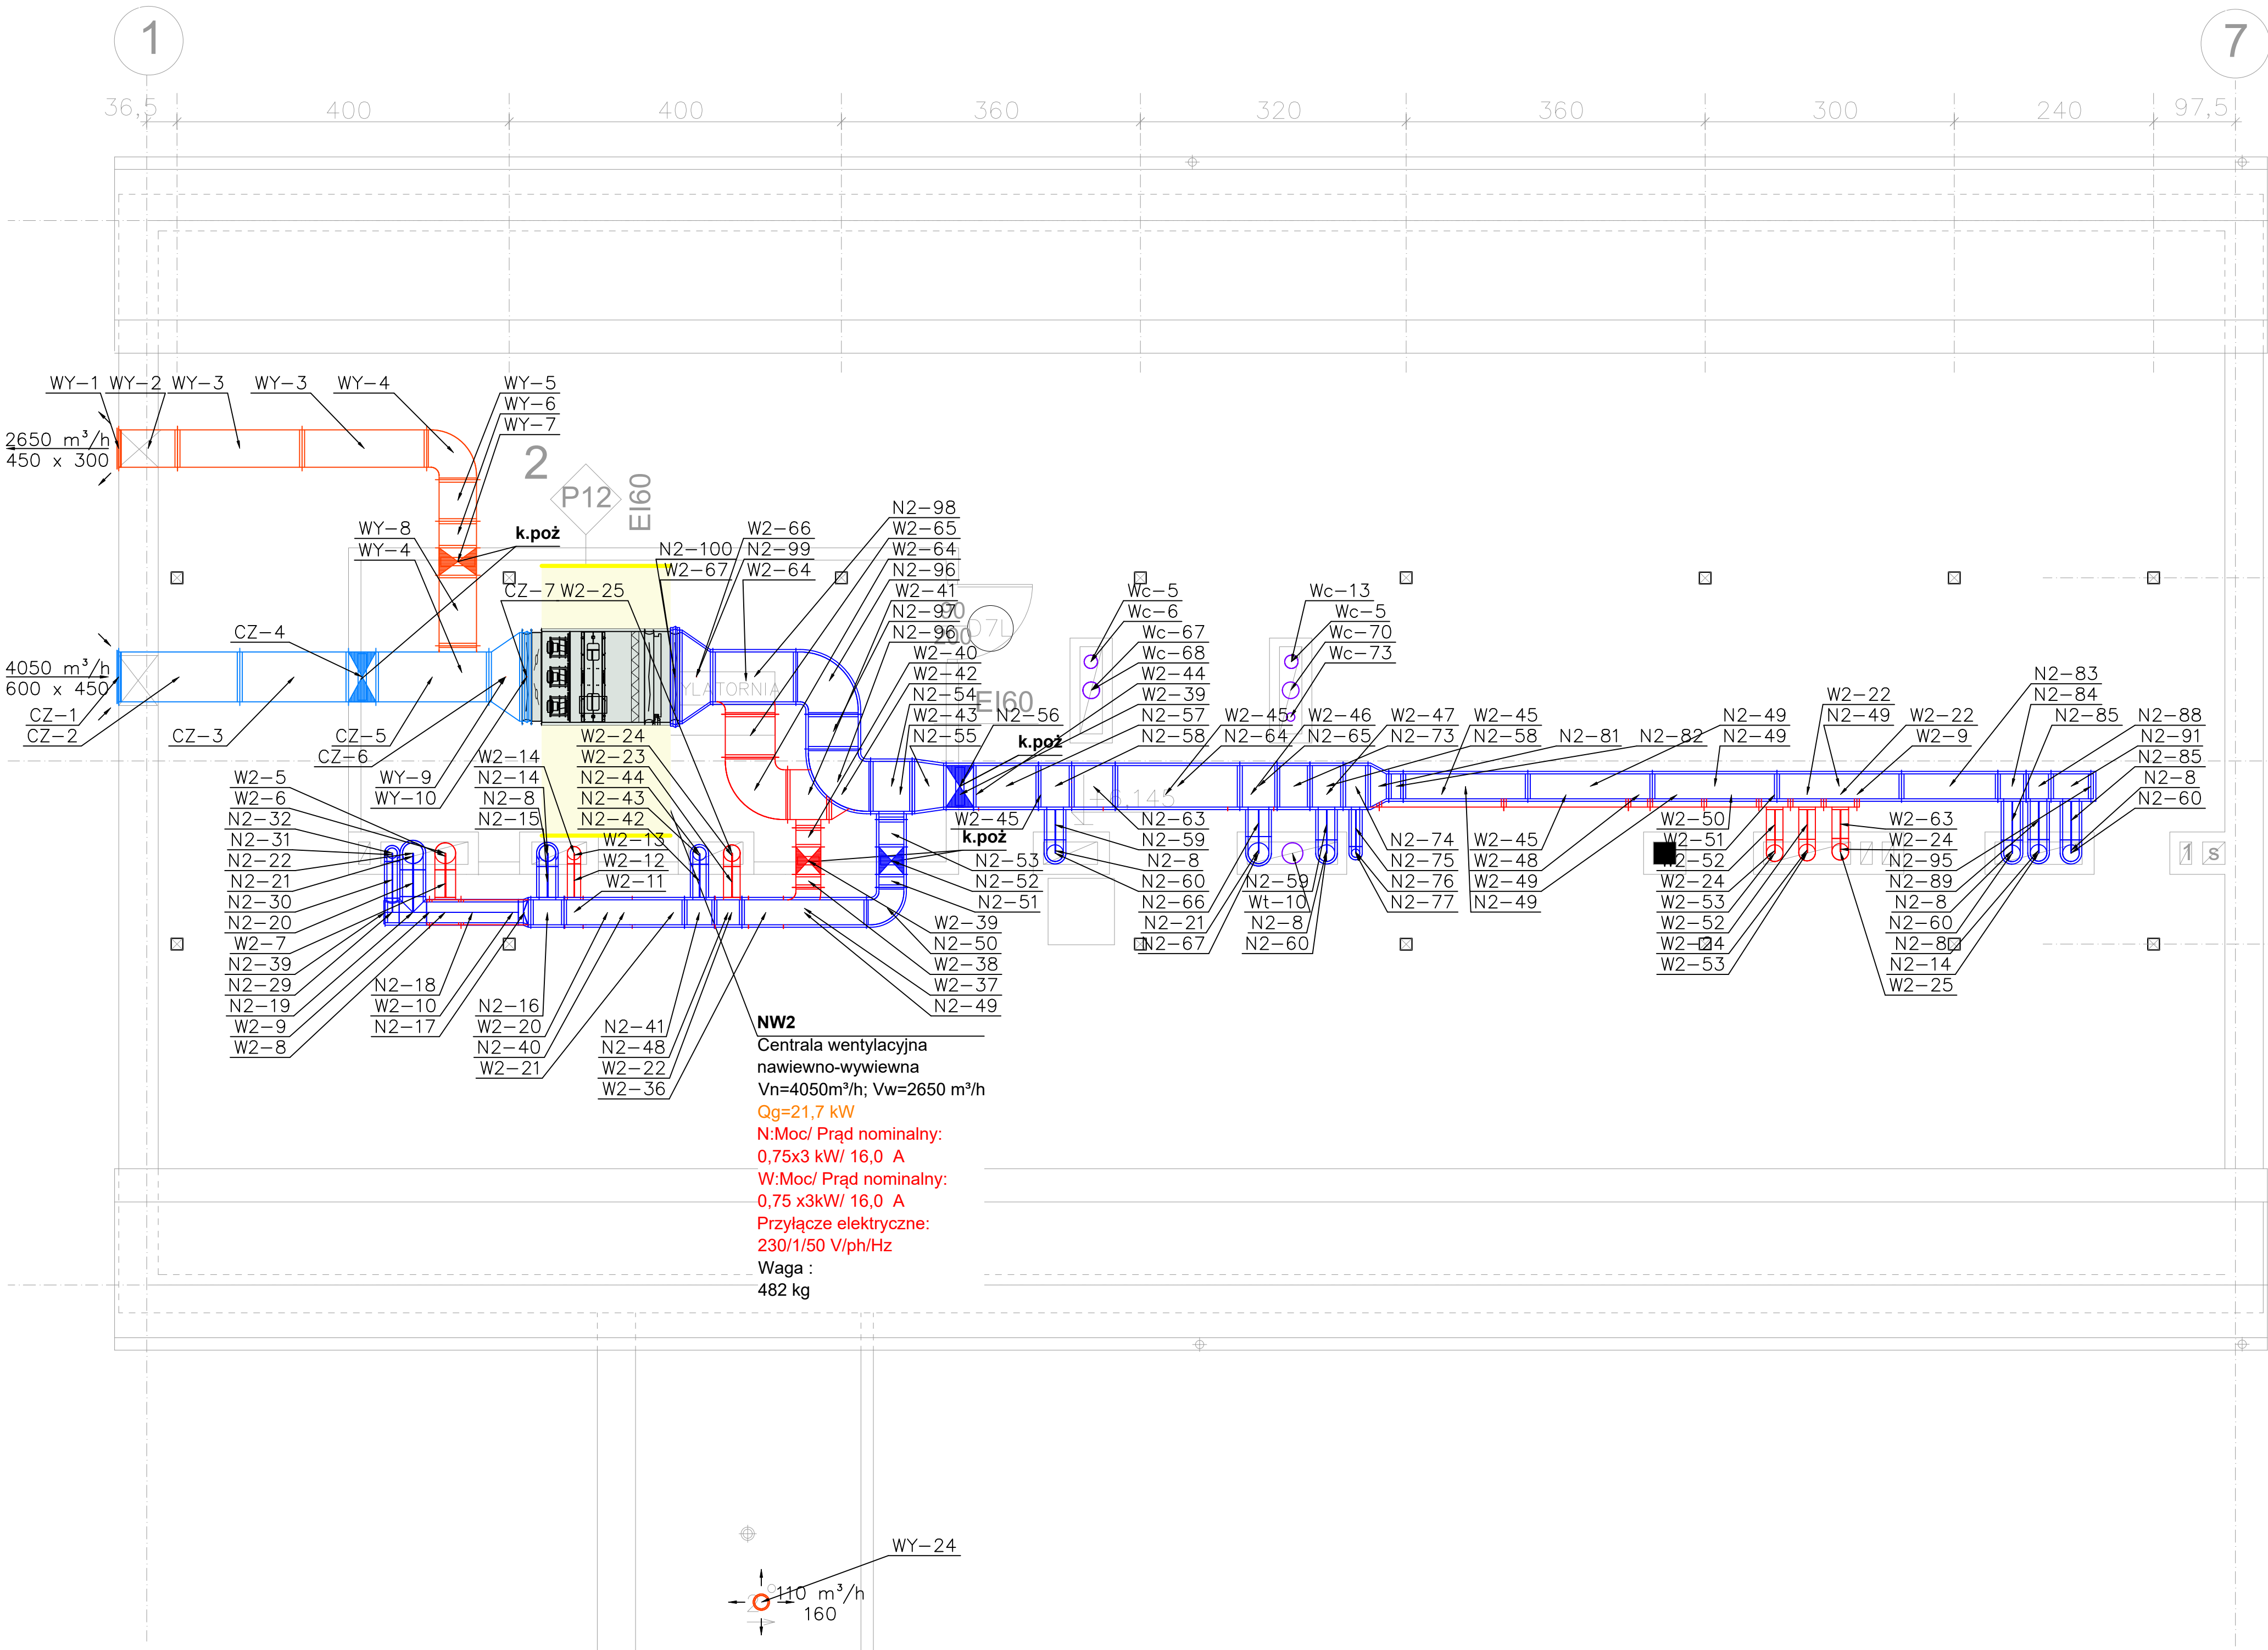 1
7
36,5
400
400
360
320
360
300
240
97,5
WY-1
WY-2
WY-3
WY-3
WY-4
WY-5
WY-6
WY-7
2650 m³/h
450 x 300
2
P12
EI60
WY-8
WY-4
k.poż
N2-100
W2-67
W2-66
N2-99
W2-64
N2-98
W2-65
W2-64
N2-96
W2-41
N2-97
N2-96
W2-40
W2-42
N2-54
W2-43
N2-55
CZ-7
W2-25
90
200
D7L
EI60
Wc-5
Wc-6
Wc-67
Wc-68
W2-44
W2-39
N2-57
N2-58
Wc-13
Wc-5
Wc-70
Wc-73
CZ-4
4050 m³/h
600 x 450
CZ-1
CZ-2
CZ-3
CZ-5
CZ-6
WY-9
WY-10
YLATORNIA
N2-56
k.poż
W2-45
N2-64
W2-46
N2-65
W2-47
N2-73
W2-45
N2-58
N2-81
N2-82
N2-49
N2-49
W2-22
N2-49
W2-22
W2-9
N2-83
N2-84
N2-85
N2-88
N2-91
N2-85
N2-8
N2-60
W2-5
W2-6
N2-32
N2-31
N2-22
N2-21
N2-30
N2-20
W2-7
N2-39
N2-29
N2-19
W2-9
W2-8
W2-14
N2-14
N2-8
N2-15
W2-24
W2-23
N2-44
N2-43
N2-42
W2-13
W2-12
W2-11
W2-45
k.poż
N2-53
N2-52
N2-51
W2-39
N2-50
W2-38
W2-37
N2-49
N2-63
N2-59
N2-8
N2-60
N2-66
N2-21
N2-67
N2-59
Wt-10
N2-8
N2-60
N2-74
N2-75
N2-76
N2-77
W2-45
W2-48
W2-49
N2-49
W2-50
W2-51
W2-52
W2-24
W2-53
W2-52
W2-24
W2-53
W2-63
W2-24
N2-95
N2-89
N2-8
N2-60
N2-8
N2-14
W2-25
1 s
N2-18
W2-10
N2-17
N2-16
W2-20
N2-40
W2-21
N2-41
N2-48
W2-22
W2-36
NW2
Centrala wentylacyjna
nawiewno-wywiewna
Vn=4050m³/h; Vw=2650 m³/h
Qg=21,7 kW
N:Moc/ Prąd nominalny:
0,75x3 kW/ 16,0 A
W:Moc/ Prąd nominalny:
0,75 x3kW/ 16,0 A
Przyłącze elektryczne:
230/1/50 V/ph/Hz
Waga :
482 kg
WY-24
110 m³/h
160